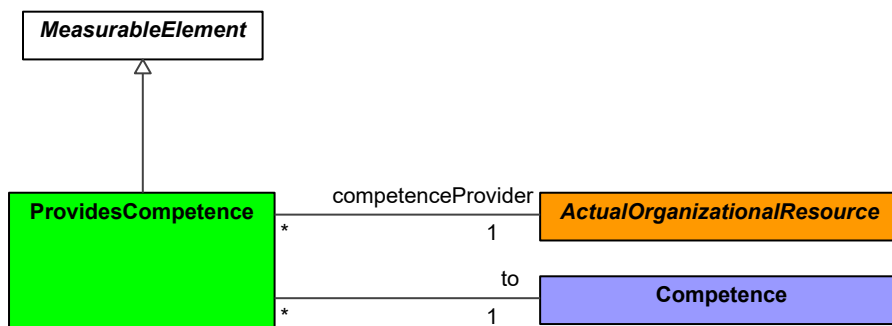 MeasurableElement
competenceProvider
ProvidesCompetence
ActualOrganizationalResource
*
1
to
Competence
*
1